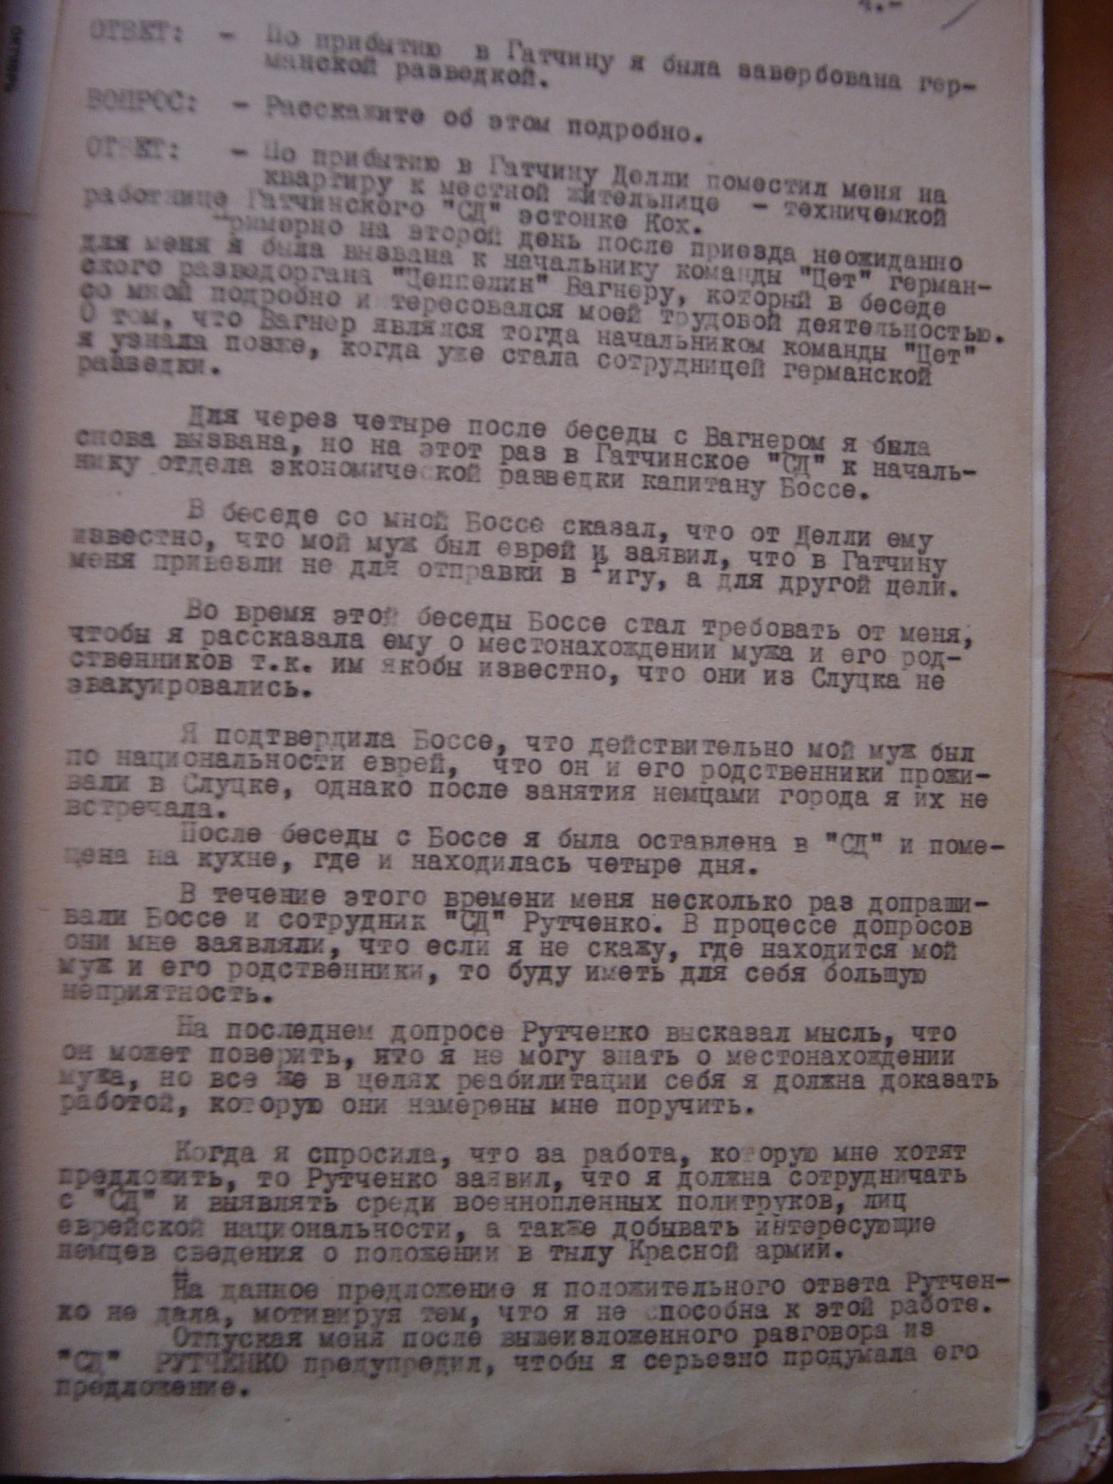 4.-
ОТВЕТ: - По прибытию в Гатчину я была завербована гер-
манской разведкой.
ВОПРОС: - Расскажите об этом подробно.
ОТВЕТ: - По прибытию в Гатчину Делли поместил меня на
квартиру к местной жительнице - техничемкой
работнице Гатчинского "СД" эстонке Кох.
Примерно на второй день после приезда неожиданно
для меня я была вызвана к начальнику команды "Цет" герман-
ского разведоргана "Цеппелин" Вагнеру, который в беседе
со мной подробно интересовался моей трудовой деятельностью.
О том, что Вагнер являлся тогда начальником команды "Цет"
я узнала позже, когда уже стала сотрудницей германской
разведки.
Дня через четыре после беседы с Вагнером я была
снова вызвана, но на этот раз в Гатчинское "СД" к началь-
нику отдела экономической разведки капитану Боссе.
В беседе со мной Боссе сказал, что от Делли ему
известно, что мой муж был еврей и заявил, что в Гатчину
меня привезли не для отправки в Ригу, а для другой цели.
Во время этой беседы Боссе стал требовать от меня,
чтобы я рассказала ему о местонахождении мужа и его род-
ственников т.к. им якобы известно, что они из Слуцка не
эвакуировались.
Я подтвердила Боссе, что действительно мой муж был
по национальности еврей, что он и его родственники прожи-
вали в Слуцке, однако после занятия немцами города я их не
встречала.
После беседы с Боссе я была оставлена в "СД" и поме-
щена на кухне, где и находилась четыре дня.
В течение этого времени меня несколько раз допраши-
вали Боссе и сотрудник "СД" Рутченко. В процессе допросов
они мне заявляли, что если я не скажу, где находится мой
муж и его родственники, то буду иметь для себя большую
неприятность.
На последнем допросе Рутченко высказал мысль, что
он может поверить, что я не могу знать о местонахождении
мужа, но все же в целях реабилитации себя я должна доказать
работой, которую они намерены мне поручить.
Когда я спросила, что за работа, которую мне хотят
предложить, то Рутченко заявил, что я должна сотрудничать
с "СД" и выявлять среди военнопленных политруков, лиц
еврейской национальности, а также добывать интересующие
немцев сведения о положении в тылу Красной армии.
На данное предложение я положительного ответа Рутчен-
ко не дала, мотивируя тем, что я не способна к этой работе.
Отпуская меня после вышеизложенного разговора из
"СД" РУТЧЕНКО предупредил, чтобы я серьезно продумала его
предложение.